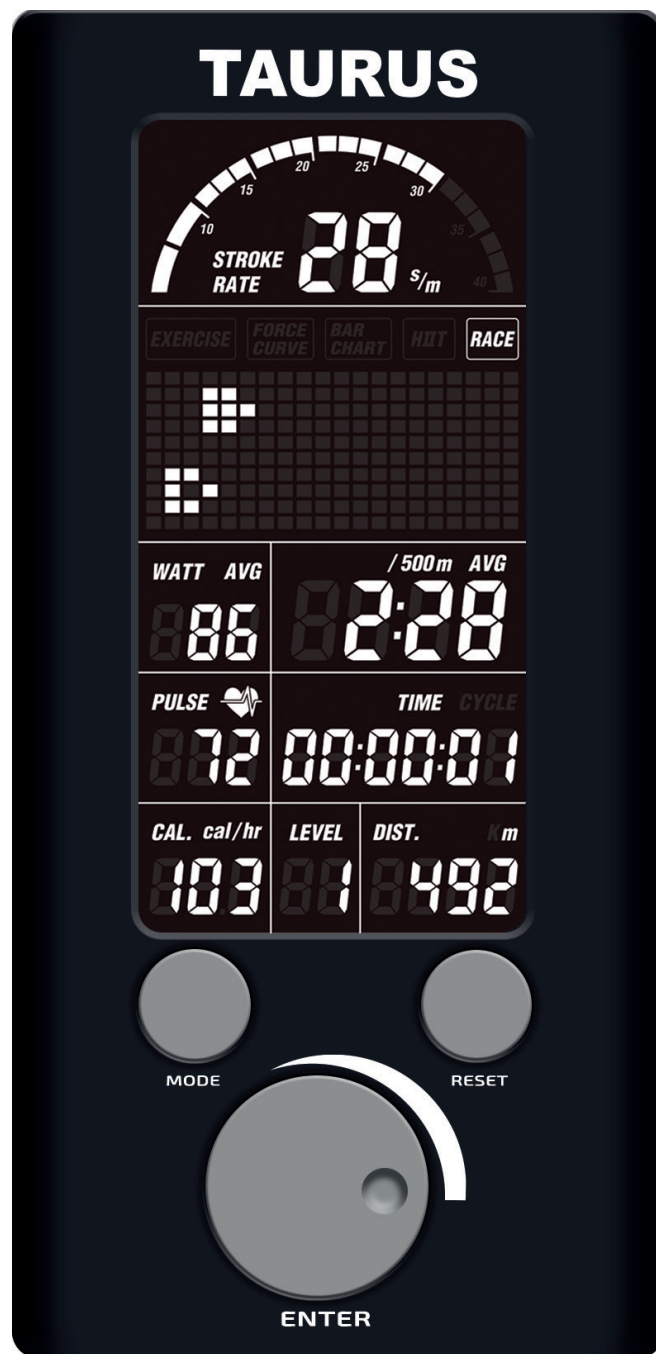 TAURUS
10 15 20 25 30 35 40
STROKE RATE 28 s/m
EXERCISE FORCE CURVE BAR CHART HIIT RACE
WATT AVG
86
/500m AVG
2:28
PULSE
72
TIME CYCLE
00:00:01
CAL. cal/hr
103
LEVEL
1
DIST. Km
492
MODE
RESET
ENTER